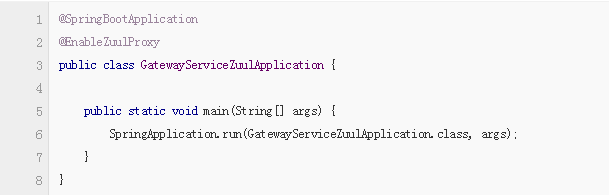 1 @SpringBootApplication
2 @EnableZuulProxy
3 public class GatewayServiceZuulApplication {
4
5     public static void main(String[] args) {
6         SpringApplication.run(GatewayServiceZuulApplication.class, args);
7     }
8 }